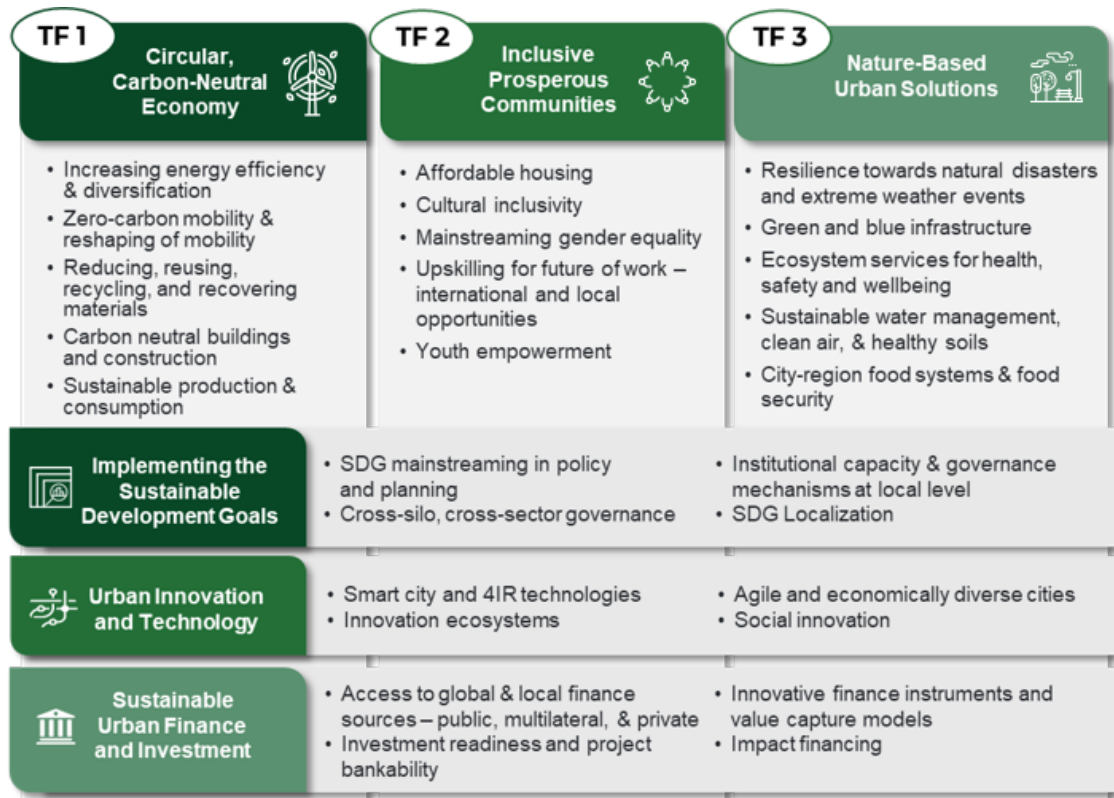 TF 1
Circular,
Carbon-Neutral
Economy
• Increasing energy efficiency
& diversification
• Zero-carbon mobility &
reshaping of mobility
• Reducing, reusing,
recycling, and recovering
materials
• Carbon neutral buildings
and construction
• Sustainable production &
consumption
TF 2
Inclusive
Prosperous
Communities
• Affordable housing
• Cultural inclusivity
• Mainstreaming gender equality
• Upskilling for future of work –
international and local
opportunities
• Youth empowerment
TF 3
Nature-Based
Urban Solutions
• Resilience towards natural disasters
and extreme weather events
• Green and blue infrastructure
• Ecosystem services for health,
safety and wellbeing
• Sustainable water management,
clean air, & healthy soils
• City-region food systems & food
security
Implementing the
Sustainable
Development Goals
• SDG mainstreaming in policy
and planning
• Cross-silo, cross-sector governance
• Institutional capacity & governance
mechanisms at local level
• SDG Localization
Urban Innovation
and Technology
• Smart city and 4IR technologies
• Innovation ecosystems
• Agile and economically diverse cities
• Social innovation
Sustainable
Urban Finance
and Investment
• Access to global & local finance
sources – public, multilateral, & private
• Investment readiness and project
bankability
• Innovative finance instruments and
value capture models
• Impact financing